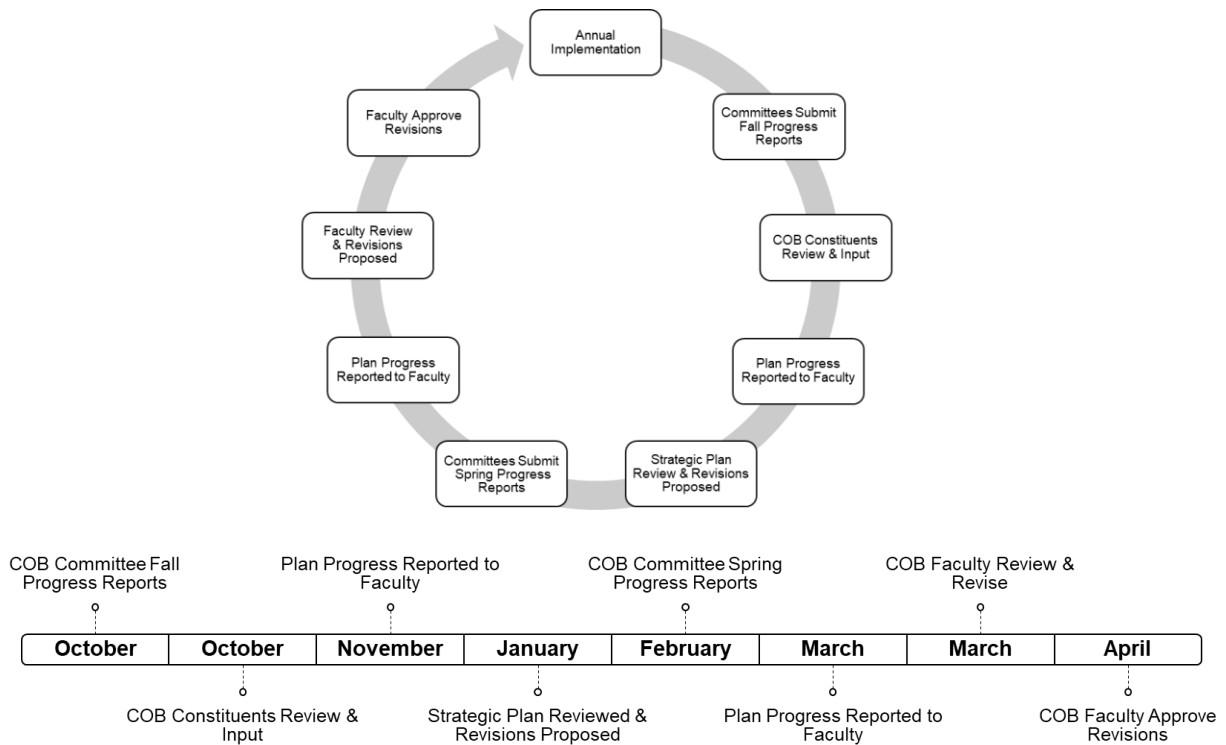 Annual
Implementation
Committees Submit
Fall Progress
Reports
COB Constituents
Review & Input
Plan Progress
Reported to Faculty
Strategic Plan
Review & Revisions
Proposed
Committees Submit
Spring Progress
Reports
Plan Progress
Reported to Faculty
Faculty Review
& Revisions
Proposed
Faculty Approve
Revisions
COB Committee Fall
Progress Reports
Plan Progress Reported to
Faculty
COB Committee Spring
Progress Reports
COB Faculty Review &
Revise
October
October
November
January
February
March
March
April
COB Constituents Review &
Input
Strategic Plan Reviewed &
Revisions Proposed
Plan Progress Reported to
Faculty
COB Faculty Approve
Revisions